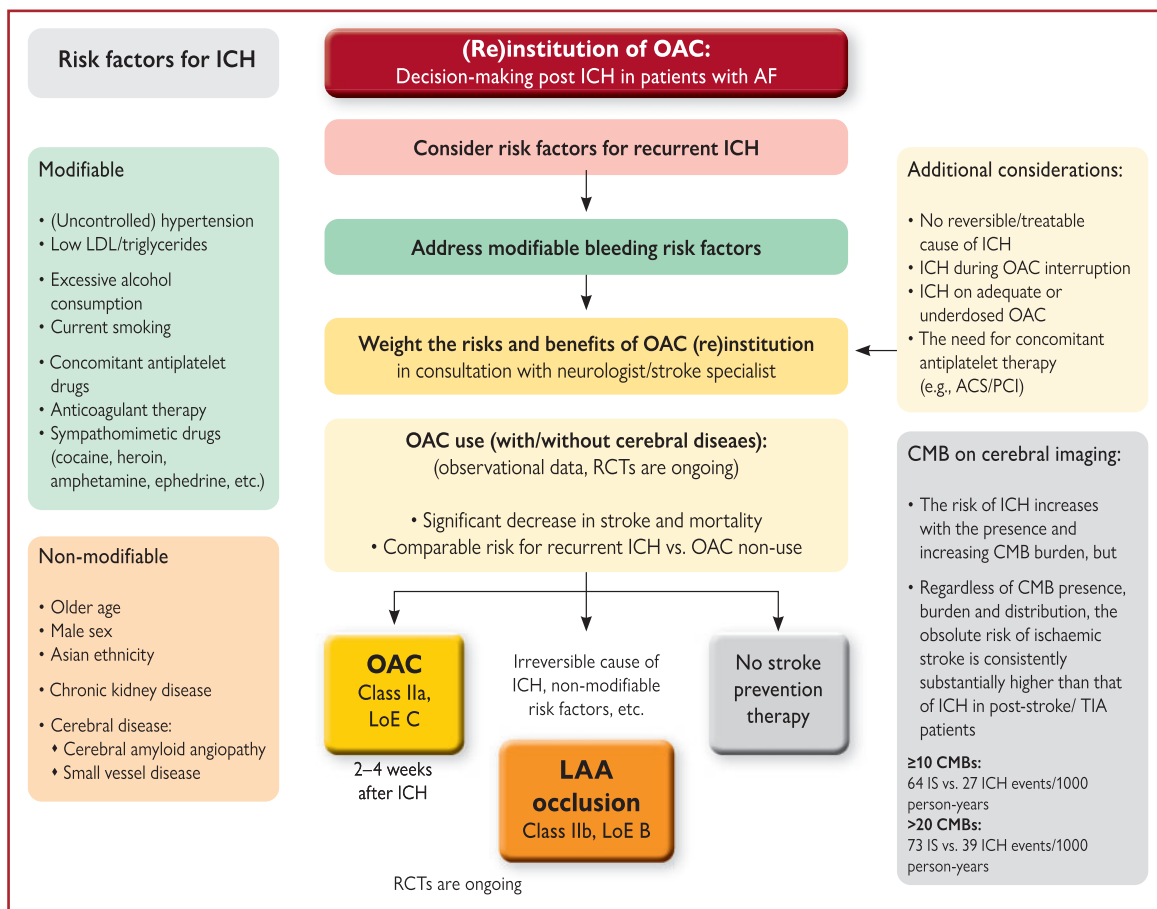 Risk factors for ICH
(Re)institution of OAC:
Decision-making post ICH in patients with AF
Consider risk factors for recurrent ICH
Address modifiable bleeding risk factors
Weight the risks and benefits of OAC (re)institution
in consultation with neurologist/stroke specialist
OAC use (with/without cerebral diseaes):
(observational data, RCTs are ongoing)
• Significant decrease in stroke and mortality
• Comparable risk for recurrent ICH vs. OAC non-use
Modifiable
• (Uncontrolled) hypertension
• Low LDL/triglycerides
• Excessive alcohol
consumption
• Current smoking
• Concomitant antiplatelet
drugs
• Anticoagulant therapy
• Sympathomimetic drugs
(cocaine, heroin,
amphetamine, ephedrine, etc.)
Non-modifiable
• Older age
• Male sex
• Asian ethnicity
• Chronic kidney disease
• Cerebral disease:
♦ Cerebral amyloid angiopathy
♦ Small vessel disease
Additional considerations:
• No reversible/treatable
cause of ICH
• ICH during OAC interruption
• ICH on adequate or
underdosed OAC
• The need for concomitant
antiplatelet therapy
(e.g., ACS/PCI)
CMB on cerebral imaging:
• The risk of ICH increases
with the presence and
increasing CMB burden, but
• Regardless of CMB presence,
burden and distribution, the
absolute risk of ischaemic
stroke is consistently
substantially higher than that
of ICH in post-stroke/ TIA
patients
≥10 CMBs:
64 IS vs. 27 ICH events/1000
person-years
>20 CMBs:
73 IS vs. 39 ICH events/1000
person-years
OAC
Class IIa,
LoE C
2–4 weeks
after ICH
Irreversible cause of
ICH, non-modifiable
risk factors, etc.
LAA
occlusion
Class IIb, LoE B
No stroke
prevention
therapy
RCTs are ongoing